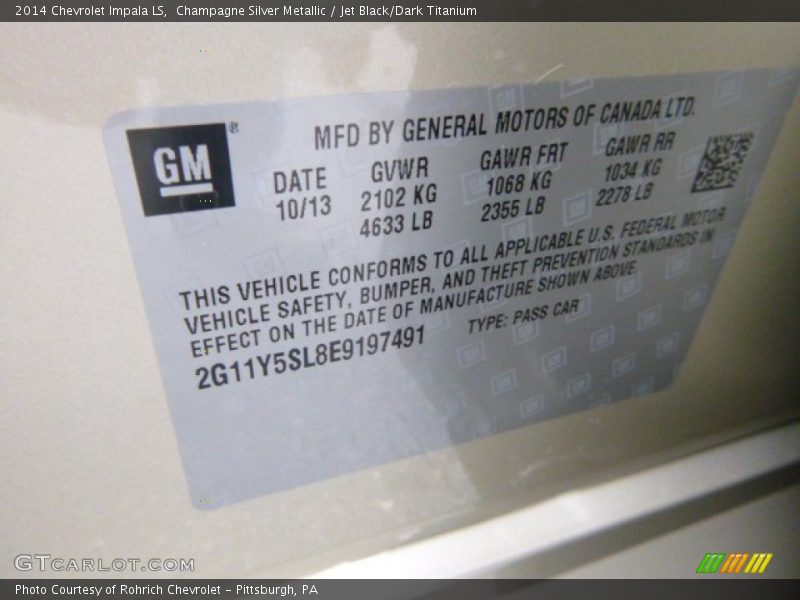 2014 Chevrolet Impala LS,  Champagne Silver Metallic / Jet Black/Dark Titanium
GM®
MFD BY GENERAL MOTORS OF CANADA LTD.
DATE GVWR GAWR FRT GAWR RR
10/13 2102 KG 1068 KG 1034 KG
4633 LB 2355 LB 2278 LB
THIS VEHICLE CONFORMS TO ALL APPLICABLE U.S. FEDERAL MOTOR
VEHICLE SAFETY, BUMPER, AND THEFT PREVENTION STANDARDS IN
EFFECT ON THE DATE OF MANUFACTURE SHOWN ABOVE.
2G11Y5SL8E9197491 TYPE: PASS CAR
GTCARLOT.COM
Photo Courtesy of Rohrich Chevrolet - Pittsburgh, PA